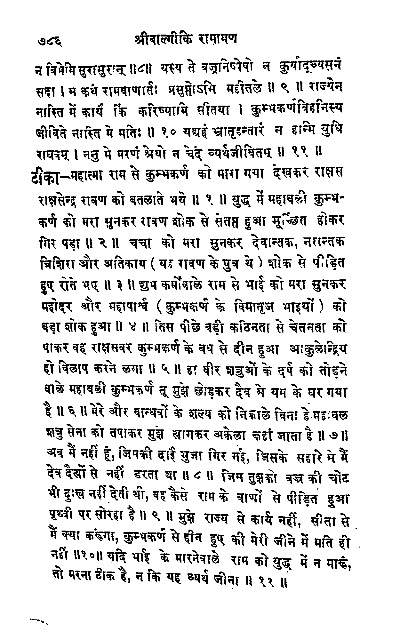 ७८६ श्रीवाल्मीकि रामायण
न बिभेमि सुरासुरान् ॥८॥ यस्य ते वज्रनिष्पेषो न कुर्याद्व्यसनं
सदा । स कथं रामबाणार्तः प्रसुप्तोऽसि महीतले ॥ ९ ॥ राज्येन
नास्ति मे कार्यं किं करिष्यामि सीतया । कुम्भकर्णविहीनस्य
जीविते नास्ति मे मतिः ॥ १० यद्यहं भ्रातृहन्तारं न हन्मि युधि
राघवम् । ननु मे मरणं श्रेयो न चेदं व्यर्थजीवितम् ॥ ११ ॥
टीका—महात्मा राम से कुम्भकर्ण को मारा गया देखकर राक्षस
राक्षसेन्द्र रावण को बतलाते भये ॥ १ ॥ युद्ध में महाबली कुम्भ-
कर्ण को मरा सुनकर रावण शोक से संतप्त हुआ मूर्च्छित होकर
गिर पड़ा ॥ २ ॥ चचा को मरा सुनकर देवान्तक, नरान्तक
त्रिशिरा और अतिकाय (यह रावण के पुत्र थे) शोक से पीड़ित
हुए रोते भए ॥ ३ ॥ शुभ कर्मोंवाले राम से भाई को मरा सुनकर
महोदर और महापार्श्व (कुम्भकर्ण के विमातृज भाइयों) को
बड़ा शोक हुआ ॥ ४ ॥ तिस पीछे बड़ी कठिनता से चेतनता को
पाकर वह राक्षसवर कुम्भकर्ण के वध से दीन हुआ आकुलेन्द्रिय
हो विलाप करने लगा ॥ ५ ॥ हा वीर शत्रुओं के दर्प को तोड़ने
वाले महाबली कुम्भकर्ण तू मुझे छोड़कर दैव से यम के घर गया
है ॥ ६ ॥ मेरे और बान्धवों के शल्य को निकाले बिना हे महाबल
शत्रु सेना को तपाकर मुझे त्यागकर अकेला कहां जाता है ॥ ७ ॥
अब मैं नहीं हूं, जिसकी दाईं भुजा गिर गई, जिसके सहारे मैं
देव दैत्यों से नहीं डरता था ॥ ८ ॥ जिस तुझको वज्र की चोट
भी दुःख नहीं देती थी, वह कैसे राम के बाणों से पीड़ित हुआ
पृथ्वी पर सोरहा है ॥ ९ ॥ मुझे राज्य से कार्य नहीं, सीता से
मैं क्या करूंगा, कुम्भकर्ण से हीन हुए की मेरी जीने में मति ही
नहीं ॥१०॥ यदि भाई के मारनेवाले राम को युद्ध में न मारूं,
तो मरना ठीक है, न कि यह व्यर्थ जीना ॥ ११ ॥